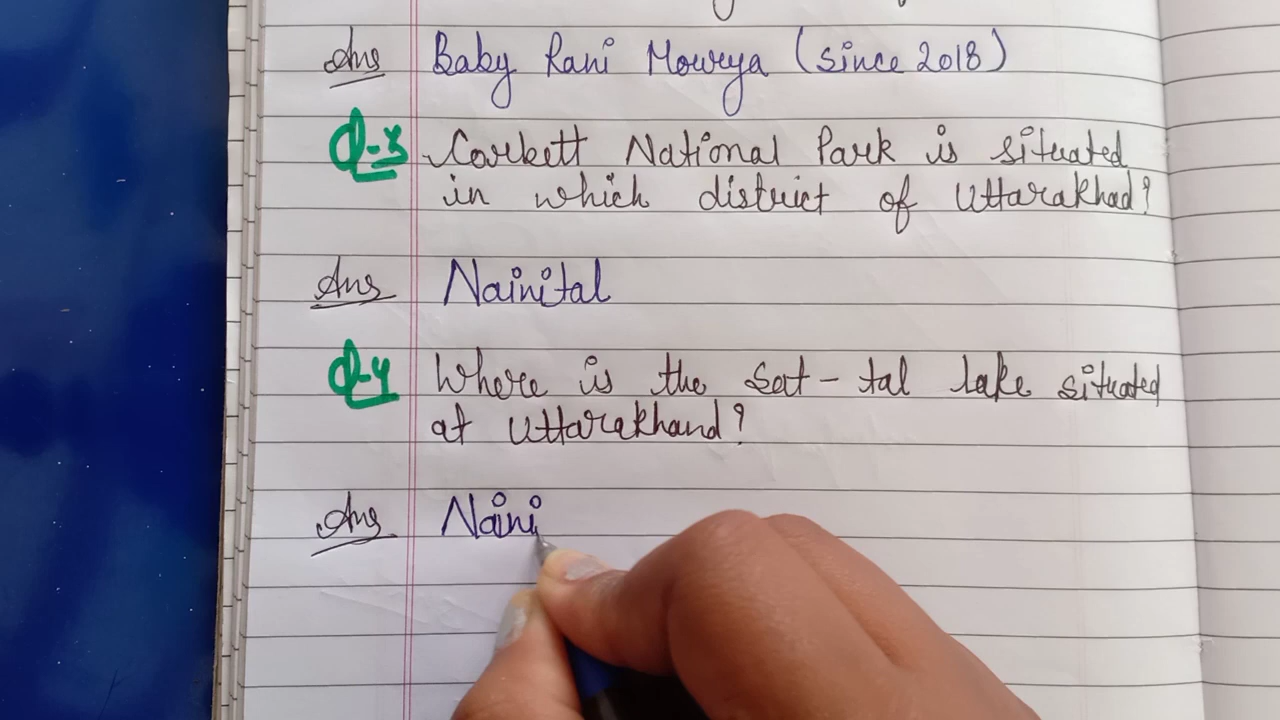 Ans Baby Rani Mowrya (since 2018)
Q-3 Corbett National Park is situated
in which district of Uttarakhad?
Ans Nainital
Q-4 Where is the Sat-tal lake situated
at Uttarakhand?
Ans Naini